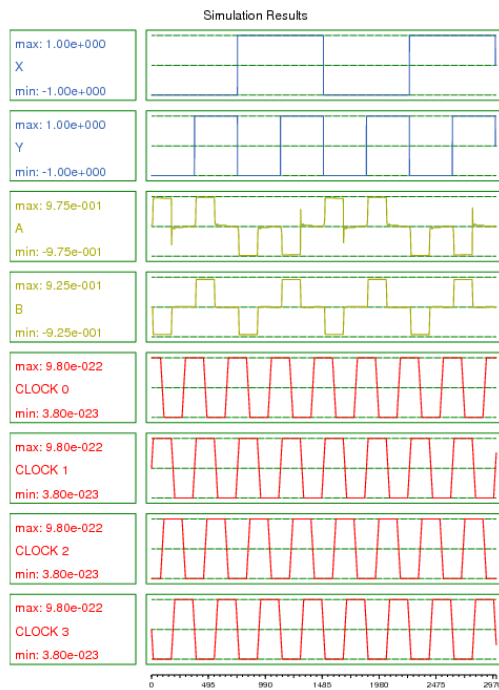 Simulation Results
max: 1.00e+000
X
min: -1.00e+000
max: 1.00e+000
Y
min: -1.00e+000
max: 9.75e-001
A
min: -9.75e-001
max: 9.25e-001
B
min: -9.25e-001
max: 9.80e-022
CLOCK 0
min: 3.80e-023
max: 9.80e-022
CLOCK 1
min: 3.80e-023
max: 9.80e-022
CLOCK 2
min: 3.80e-023
max: 9.80e-022
CLOCK 3
min: 3.80e-023
0 495 990 1485 1980 2475 2970